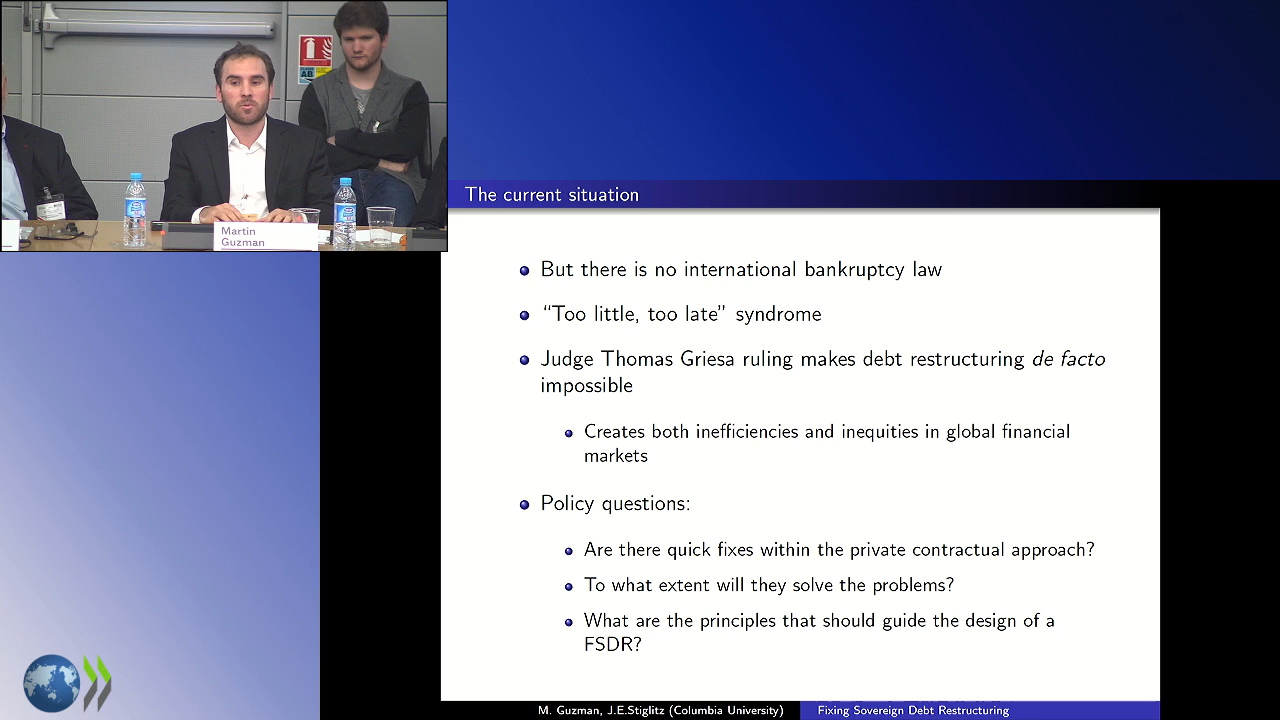 AB
Martin
Guzman
The current situation
But there is no international bankruptcy law
“Too little, too late” syndrome
Judge Thomas Griesa ruling makes debt restructuring de facto
impossible
Creates both inefficiencies and inequities in global financial
markets
Policy questions:
Are there quick fixes within the private contractual approach?
To what extent will they solve the problems?
What are the principles that should guide the design of a
FSDR?
M. Guzman, J.E.Stiglitz (Columbia University)
Fixing Sovereign Debt Restructuring